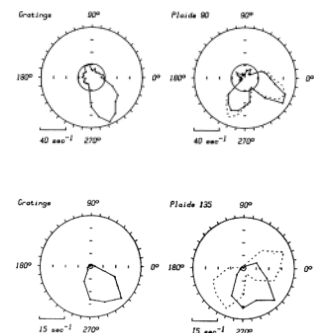 Gratings 90° Plaids 90 90°
180° 0° 180° 0°
40 sec⁻¹ 270° 40 sec⁻¹ 270°
Gratings 90° Plaids 135 90°
180° 0° 180° 0°
15 sec⁻¹ 270° 15 sec⁻¹ 270°